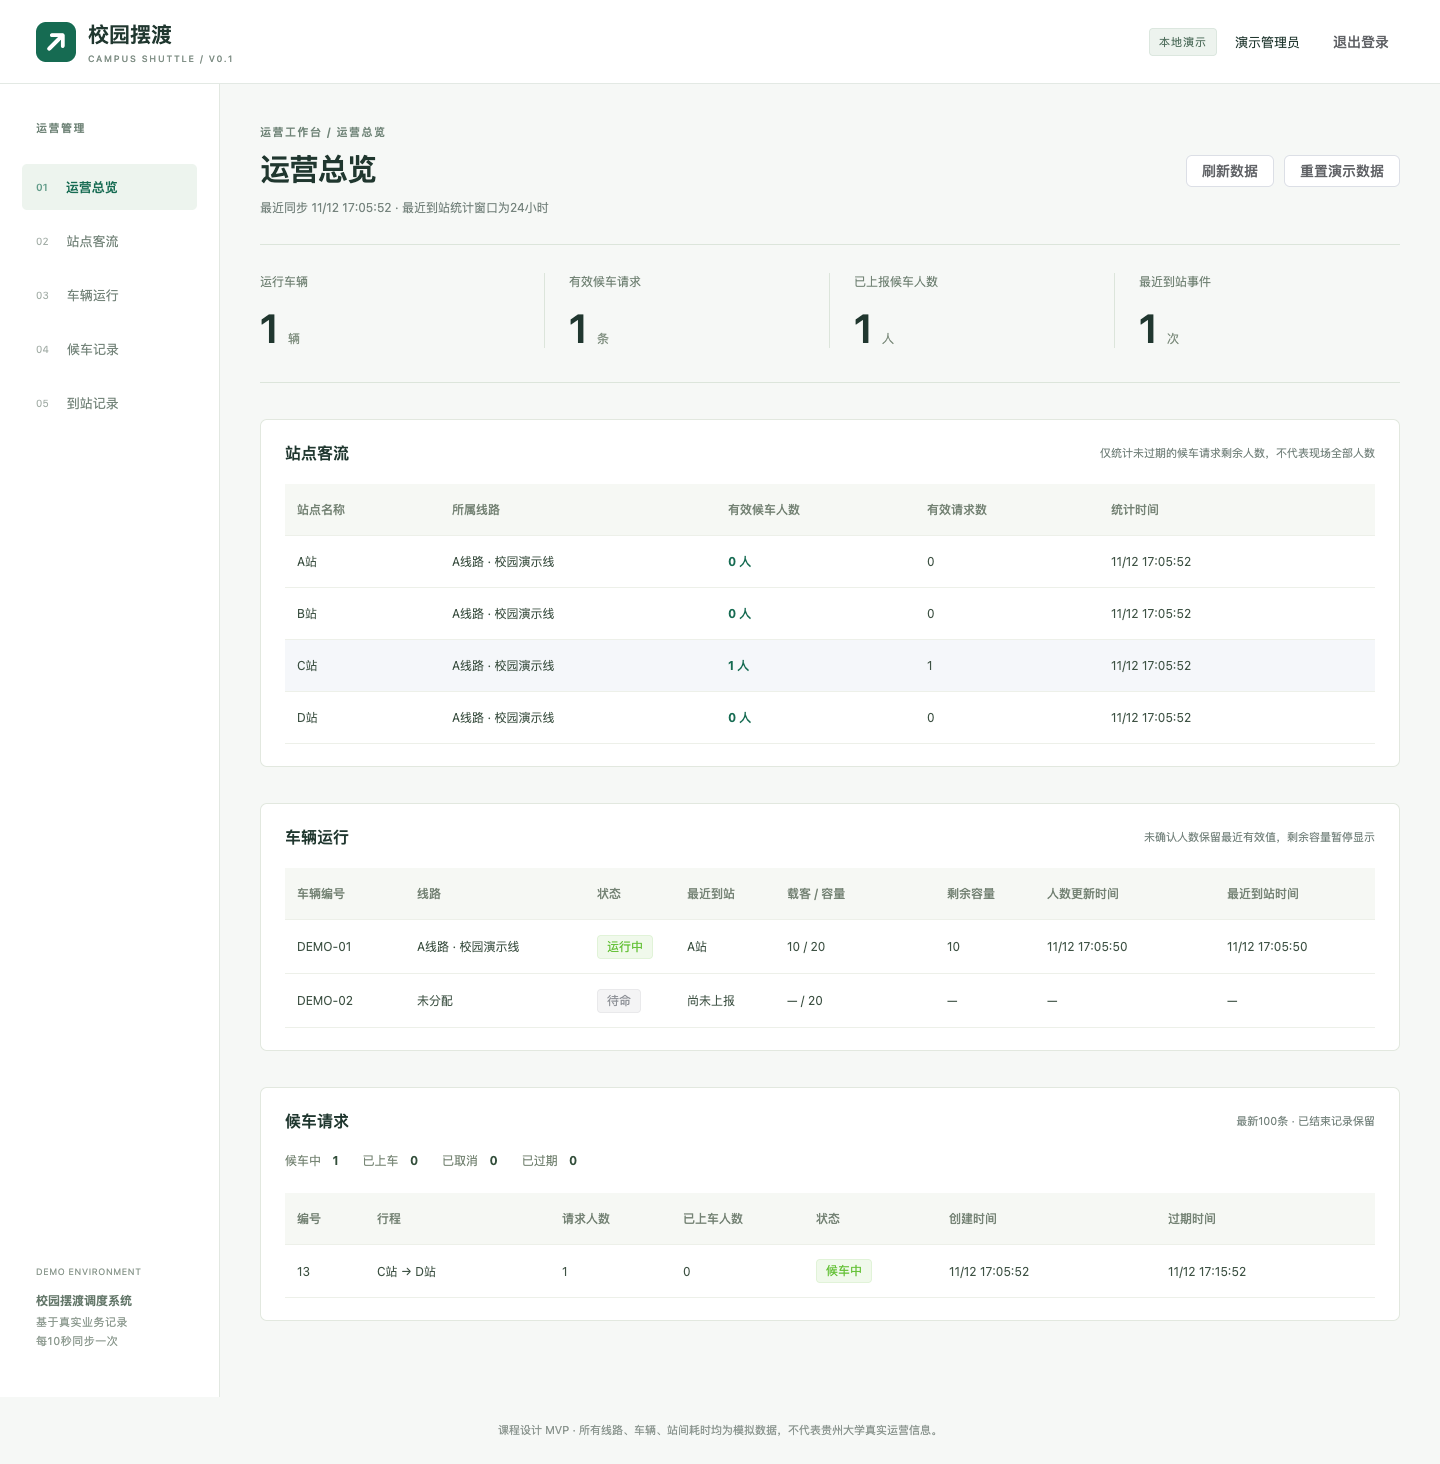 校园摆渡
CAMPUS SHUTTLE / V0.1
本地演示 演示管理员 退出登录
运营管理
01 运营总览
02 站点客流
03 车辆运行
04 候车记录
05 到站记录
DEMO ENVIRONMENT
校园摆渡调度系统
基于真实业务记录
每10秒同步一次
运营工作台 / 运营总览
运营总览
刷新数据 重置演示数据
最近同步 11/12 17:05:52 · 最近到站统计窗口为24小时
运行车辆 有效候车请求 已上报候车人数 最近到站事件
1 辆 1 条 1 人 1 次
站点客流 仅统计未过期的候车请求剩余人数，不代表现场全部人数
站点名称 所属线路 有效候车人数 有效请求数 统计时间
A站 A线路 · 校园演示线 0 人 0 11/12 17:05:52
B站 A线路 · 校园演示线 0 人 0 11/12 17:05:52
C站 A线路 · 校园演示线 1 人 1 11/12 17:05:52
D站 A线路 · 校园演示线 0 人 0 11/12 17:05:52
车辆运行 未确认人数保留最近有效值，剩余容量暂停显示
车辆编号 线路 状态 最近到站 载客 / 容量 剩余容量 人数更新时间 最近到站时间
DEMO-01 A线路 · 校园演示线 运行中 A站 10 / 20 10 11/12 17:05:50 11/12 17:05:50
DEMO-02 未分配 待命 尚未上报 — / 20 — — —
候车请求 最新100条 · 已结束记录保留
候车中 1 已上车 0 已取消 0 已过期 0
编号 行程 请求人数 已上车人数 状态 创建时间 过期时间
13 C站 → D站 1 0 候车中 11/12 17:05:52 11/12 17:15:52
课程设计 MVP · 所有线路、车辆、站间耗时均为模拟数据，不代表贵州大学真实运营信息。